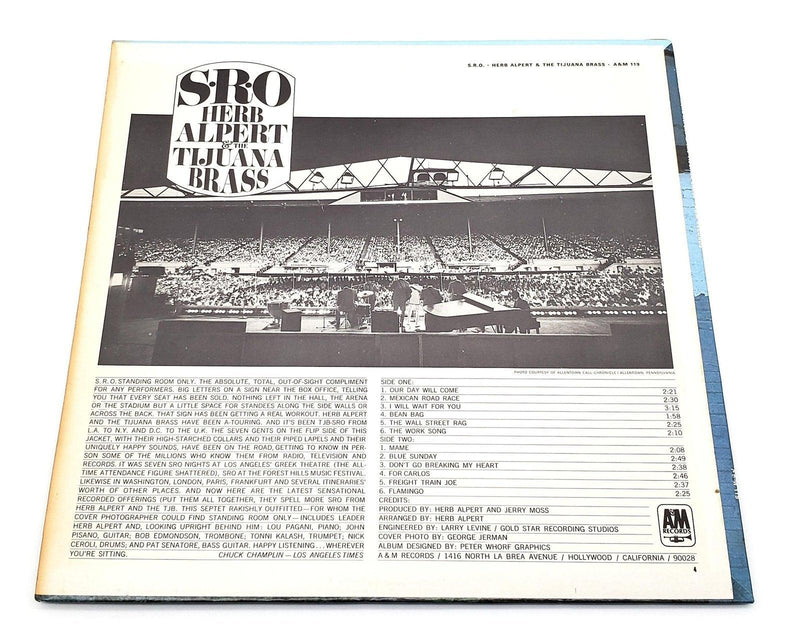 S.R.O. • HERB ALPERT & THE TIJUANA BRASS • A&M 119
S•R•O
HERB
ALPERT
& THE
TIJUANA
BRASS
PHOTO COURTESY OF ALLENTOWN CALL CHRONICLE / ALLENTOWN, PENNSYLVANIA
S.R.O. STANDING ROOM ONLY. THE ABSOLUTE, TOTAL, OUT-OF-SIGHT COMPLIMENT
FOR ANY PERFORMERS. BIG LETTERS ON A SIGN NEAR THE BOX OFFICE, TELLING
YOU THAT EVERY SEAT HAS BEEN SOLD. NOTHING LEFT IN THE HALL, THE ARENA
OR THE STADIUM BUT A LITTLE SPACE FOR STANDEES ALONG THE SIDE WALLS OR
ACROSS THE BACK. THAT SIGN HAS BEEN GETTING A REAL WORKOUT. HERB ALPERT
AND THE TIJUANA BRASS HAVE BEEN A-TOURING. AND IT'S BEEN TJB-SRO FROM
L.A. TO N.Y. AND D.C. TO THE U.K. THE SEVEN GENTS ON THE FLIP SIDE OF THIS
JACKET, WITH THEIR HIGH-STARCHED COLLARS AND THEIR PIPED LAPELS AND THEIR
UNIQUELY HAPPY SOUNDS, HAVE BEEN ON THE ROAD, GETTING TO KNOW IN PER-
SON SOME OF THE MILLIONS WHO KNOW THEM FROM RADIO, TELEVISION AND
RECORDS. IT WAS SEVEN SRO NIGHTS AT LOS ANGELES' GREEK THEATRE (THE ALL-
TIME ATTENDANCE FIGURE SHATTERED), SRO AT THE FOREST HILLS MUSIC FESTIVAL.
LIKEWISE IN WASHINGTON, LONDON, PARIS, FRANKFURT AND SEVERAL ITINERARIES'
WORTH OF OTHER PLACES. AND NOW HERE ARE THE LATEST SENSATIONAL
RECORDED OFFERINGS (PUT THEM ALL TOGETHER, THEY SPELL MORE SRO FROM
HERB ALPERT AND THE TJB. THIS SEPTET RAKISHLY OUTFITTED—FOR WHOM THE
COVER PHOTOGRAPHER COULD FIND STANDING ROOM ONLY—INCLUDES LEADER
HERB ALPERT AND, LOOKING UPRIGHT BEHIND HIM: LOU PAGANI, PIANO; JOHN
PISANO, GUITAR; BOB EDMONDSON, TROMBONE; TONNI KALASH, TRUMPET; NICK
CEROLI, DRUMS; AND PAT SENATORE, BASS GUITAR. HAPPY LISTENING . . . WHEREVER
YOU'RE SITTING. CHUCK CHAMPLIN — LOS ANGELES TIMES
SIDE ONE:
1. OUR DAY WILL COME 2:21
2. MEXICAN ROAD RACE 2:30
3. I WILL WAIT FOR YOU 3:15
4. BEAN BAG 1:58
5. THE WALL STREET RAG 2:25
6. THE WORK SONG 2:10
SIDE TWO:
1. MAME 2:08
2. BLUE SUNDAY 2:49
3. DON'T GO BREAKING MY HEART 2:38
4. FOR CARLOS 2:46
5. FREIGHT TRAIN JOE 2:37
6. FLAMINGO 2:25
CREDITS:
PRODUCED BY: HERB ALPERT AND JERRY MOSS
ARRANGED BY: HERB ALPERT
ENGINEERED BY: LARRY LEVINE / GOLD STAR RECORDING STUDIOS
COVER PHOTO BY: GEORGE JERMAN
ALBUM DESIGNED BY: PETER WHORF GRAPHICS
A & M RECORDS / 1416 NORTH LA BREA AVENUE / HOLLYWOOD / CALIFORNIA / 90028
A&M
RECORDS
4